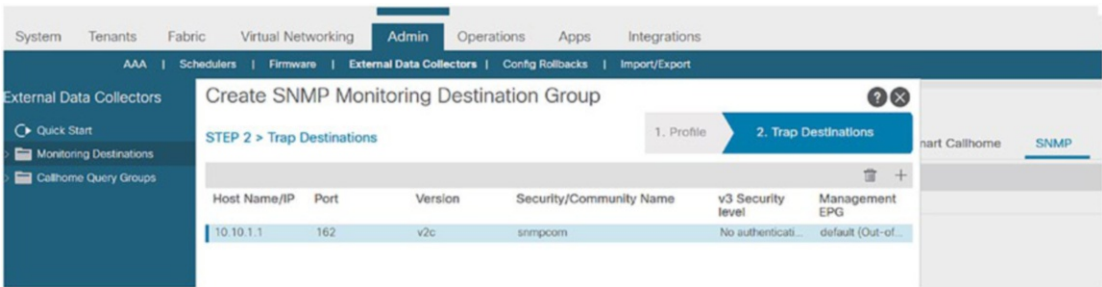 System Tenants Fabric Virtual Networking Admin Operations Apps Integrations
AAA | Schedulers | Firmware | External Data Collectors | Config Rollbacks | Import/Export
External Data Collectors
Quick Start
Monitoring Destinations
Callhome Query Groups
Create SNMP Monitoring Destination Group
STEP 2 > Trap Destinations
1. Profile 2. Trap Destinations
mart Callhome SNMP
Host Name/IP Port Version Security/Community Name v3 Security level Management EPG
10.10.1.1 162 v2c snmpcom No authenticati... default (Out-of...